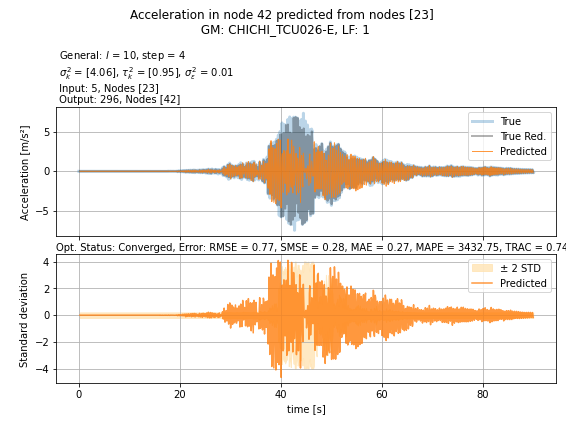 Acceleration in node 42 predicted from nodes [23]
GM: CHICHI_TCU026-E, LF: 1
General: l = 10, step = 4
σ²ₖ = [4.06], τ²ₖ = [0.95], σ²ε = 0.01
Input: 5, Nodes [23]
Output: 296, Nodes [42]
True
True Red.
Predicted
Acceleration [m/s²]
5
0
−5
Opt. Status: Converged, Error: RMSE = 0.77, SMSE = 0.28, MAE = 0.27, MAPE = 3432.75, TRAC = 0.74
± 2 STD
Predicted
Standard deviation
4
2
0
−2
−4
0 20 40 60 80
time [s]